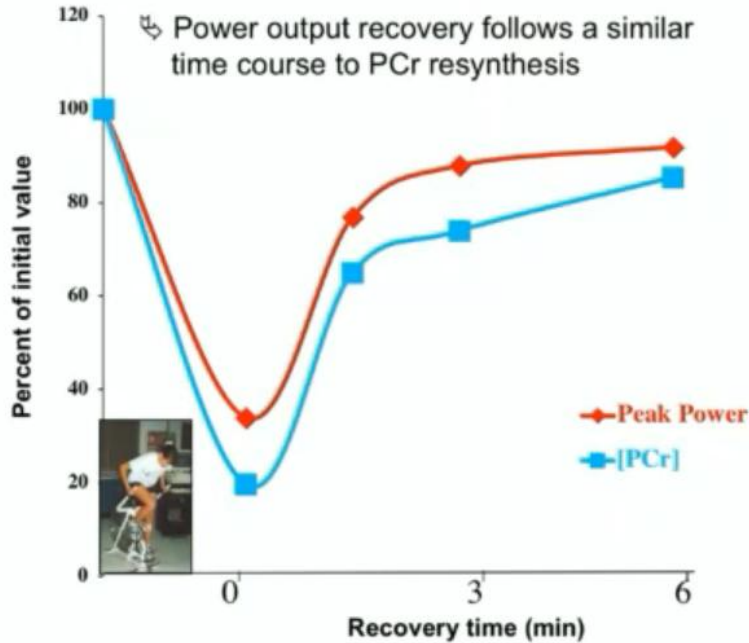 ↳ Power output recovery follows a similar
time course to PCr resynthesis
120
100
80
60
40
20
0
Percent of initial value
Peak Power
[PCr]
0 3 6
Recovery time (min)